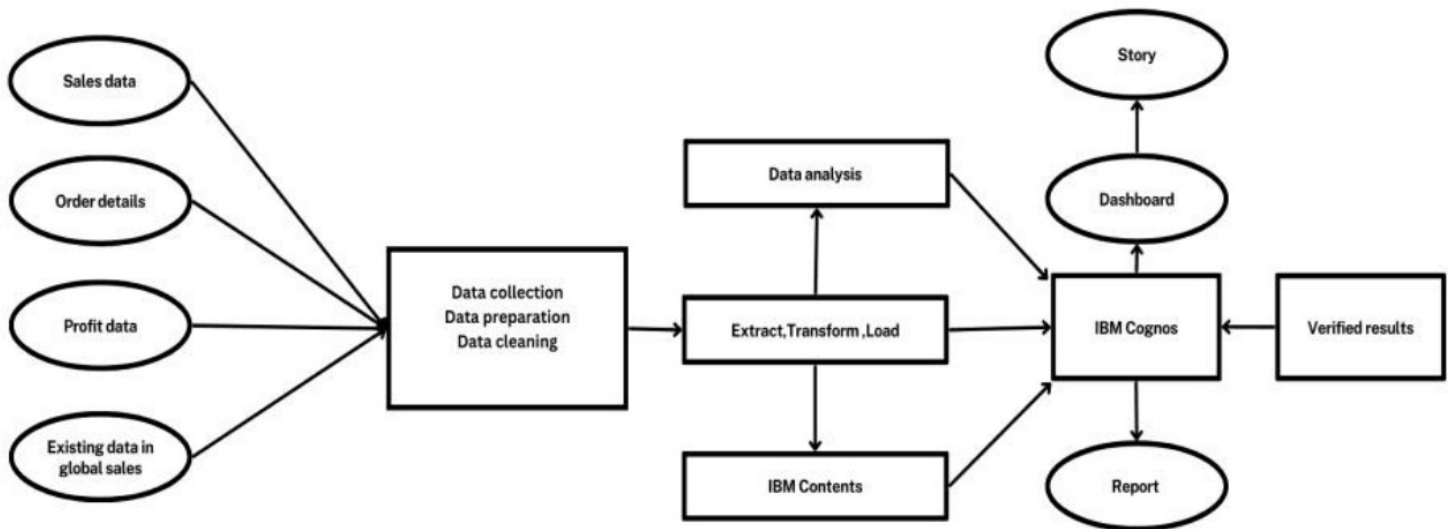 Sales data
Order details
Profit data
Existing data in
global sales
Data collection
Data preparation
Data cleaning
Data analysis
Extract,Transform ,Load
IBM Contents
Story
Dashboard
IBM Cognos
Report
Verified results